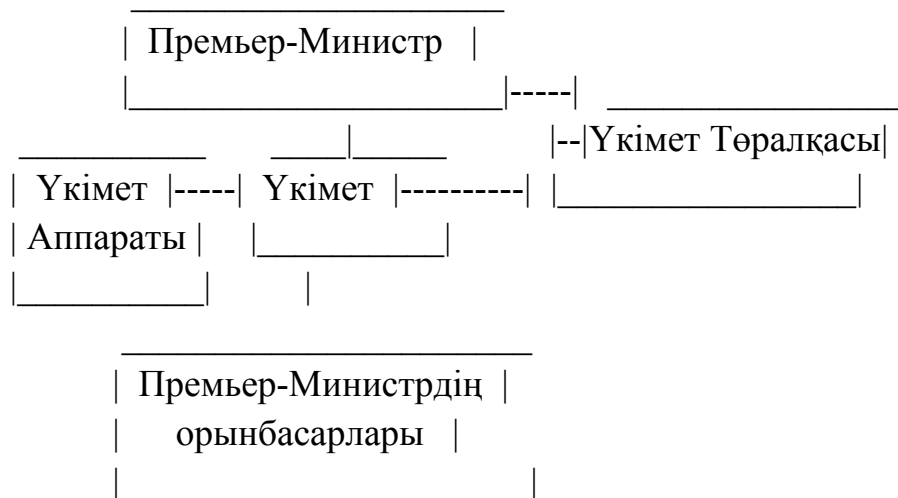 Премьер-Министр
Үкімет Төралқасы
Үкімет Үкімет
Аппараты
Премьер-Министрдің
орынбасарлары